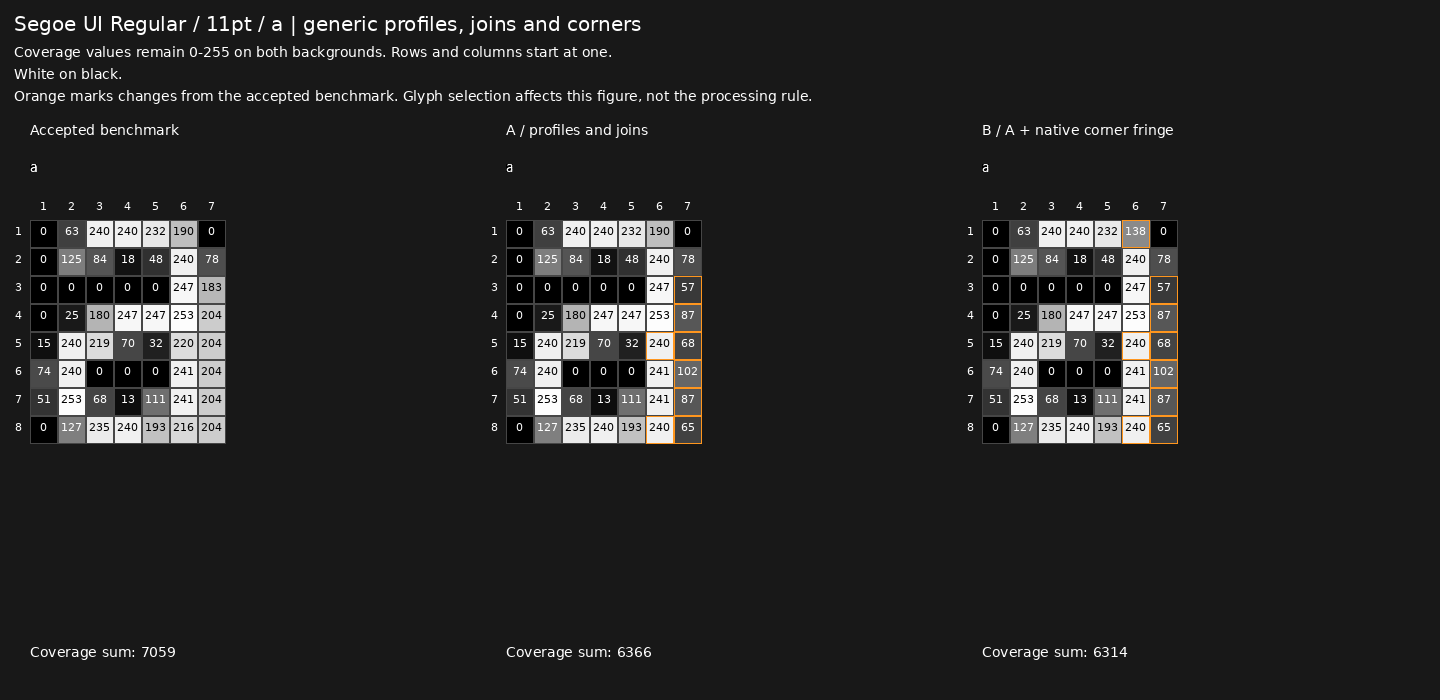 Segoe UI Regular / 11pt / a | generic profiles, joins and corners
Coverage values remain 0-255 on both backgrounds. Rows and columns start at one.
White on black.
Orange marks changes from the accepted benchmark. Glyph selection affects this figure, not the processing rule.
Accepted benchmark
a
1 2 3 4 5 6 7
1 0 63 240 240 232 190 0
2 0 125 84 18 48 240 78
3 0 0 0 0 0 247 183
4 0 25 180 247 247 253 204
5 15 240 219 70 32 220 204
6 74 240 0 0 0 241 204
7 51 253 68 13 111 241 204
8 0 127 235 240 193 216 204
Coverage sum: 7059
A / profiles and joins
a
1 2 3 4 5 6 7
1 0 63 240 240 232 190 0
2 0 125 84 18 48 240 78
3 0 0 0 0 0 247 57
4 0 25 180 247 247 253 87
5 15 240 219 70 32 240 68
6 74 240 0 0 0 241 102
7 51 253 68 13 111 241 87
8 0 127 235 240 193 240 65
Coverage sum: 6366
B / A + native corner fringe
a
1 2 3 4 5 6 7
1 0 63 240 240 232 138 0
2 0 125 84 18 48 240 78
3 0 0 0 0 0 247 57
4 0 25 180 247 247 253 87
5 15 240 219 70 32 240 68
6 74 240 0 0 0 241 102
7 51 253 68 13 111 241 87
8 0 127 235 240 193 240 65
Coverage sum: 6314